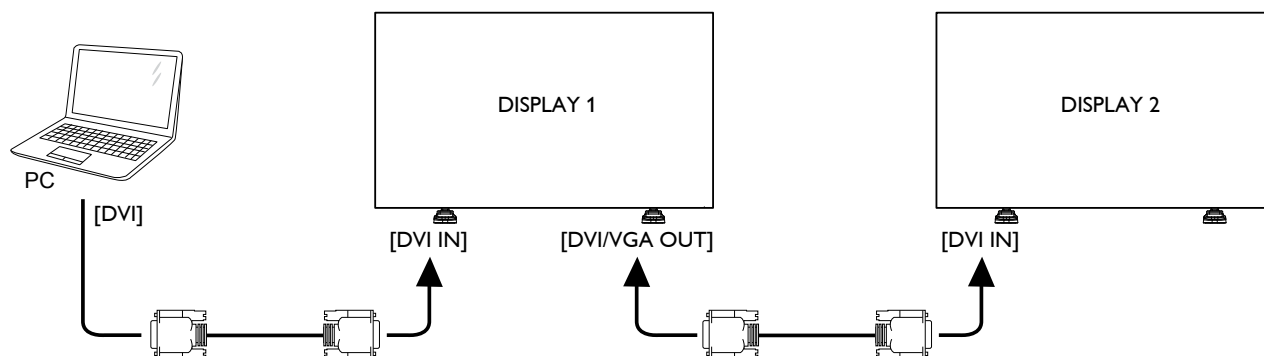 DISPLAY 1
DISPLAY 2
PC
[DVI]
[DVI IN]
[DVI/VGA OUT]
[DVI IN]